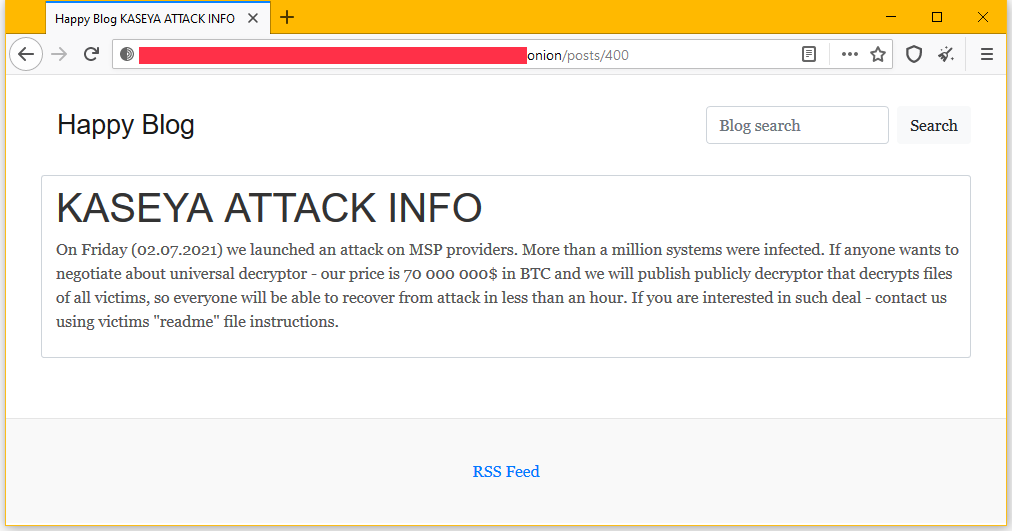 Happy Blog KASEYA ATTACK INFO
onion/posts/400
Happy Blog
Blog search
Search
KASEYA ATTACK INFO
On Friday (02.07.2021) we launched an attack on MSP providers. More than a million systems were infected. If anyone wants to
negotiate about universal decryptor - our price is 70 000 000$ in BTC and we will publish publicly decryptor that decrypts files
of all victims, so everyone will be able to recover from attack in less than an hour. If you are interested in such deal - contact us
using victims "readme" file instructions.
RSS Feed